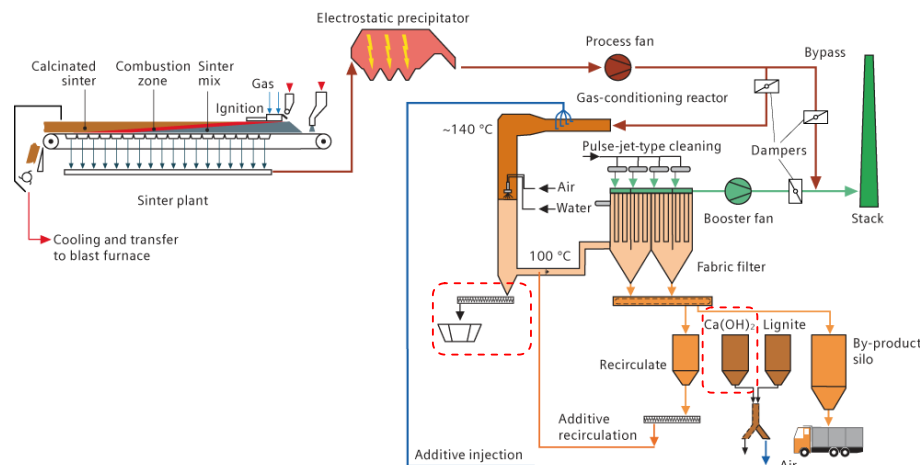 Electrostatic precipitator
Process fan
Bypass
Calcinated
sinter
Combustion
zone
Sinter
mix
Gas
Ignition
Gas-conditioning reactor
~140 °C
Pulse-jet-type cleaning
Dampers
Air
Water
Sinter plant
Booster fan
Stack
Cooling and transfer
to blast furnace
100 °C
Fabric filter
Ca(OH)₂
Lignite
By-product
silo
Recirculate
Additive
recirculation
Additive injection
Air